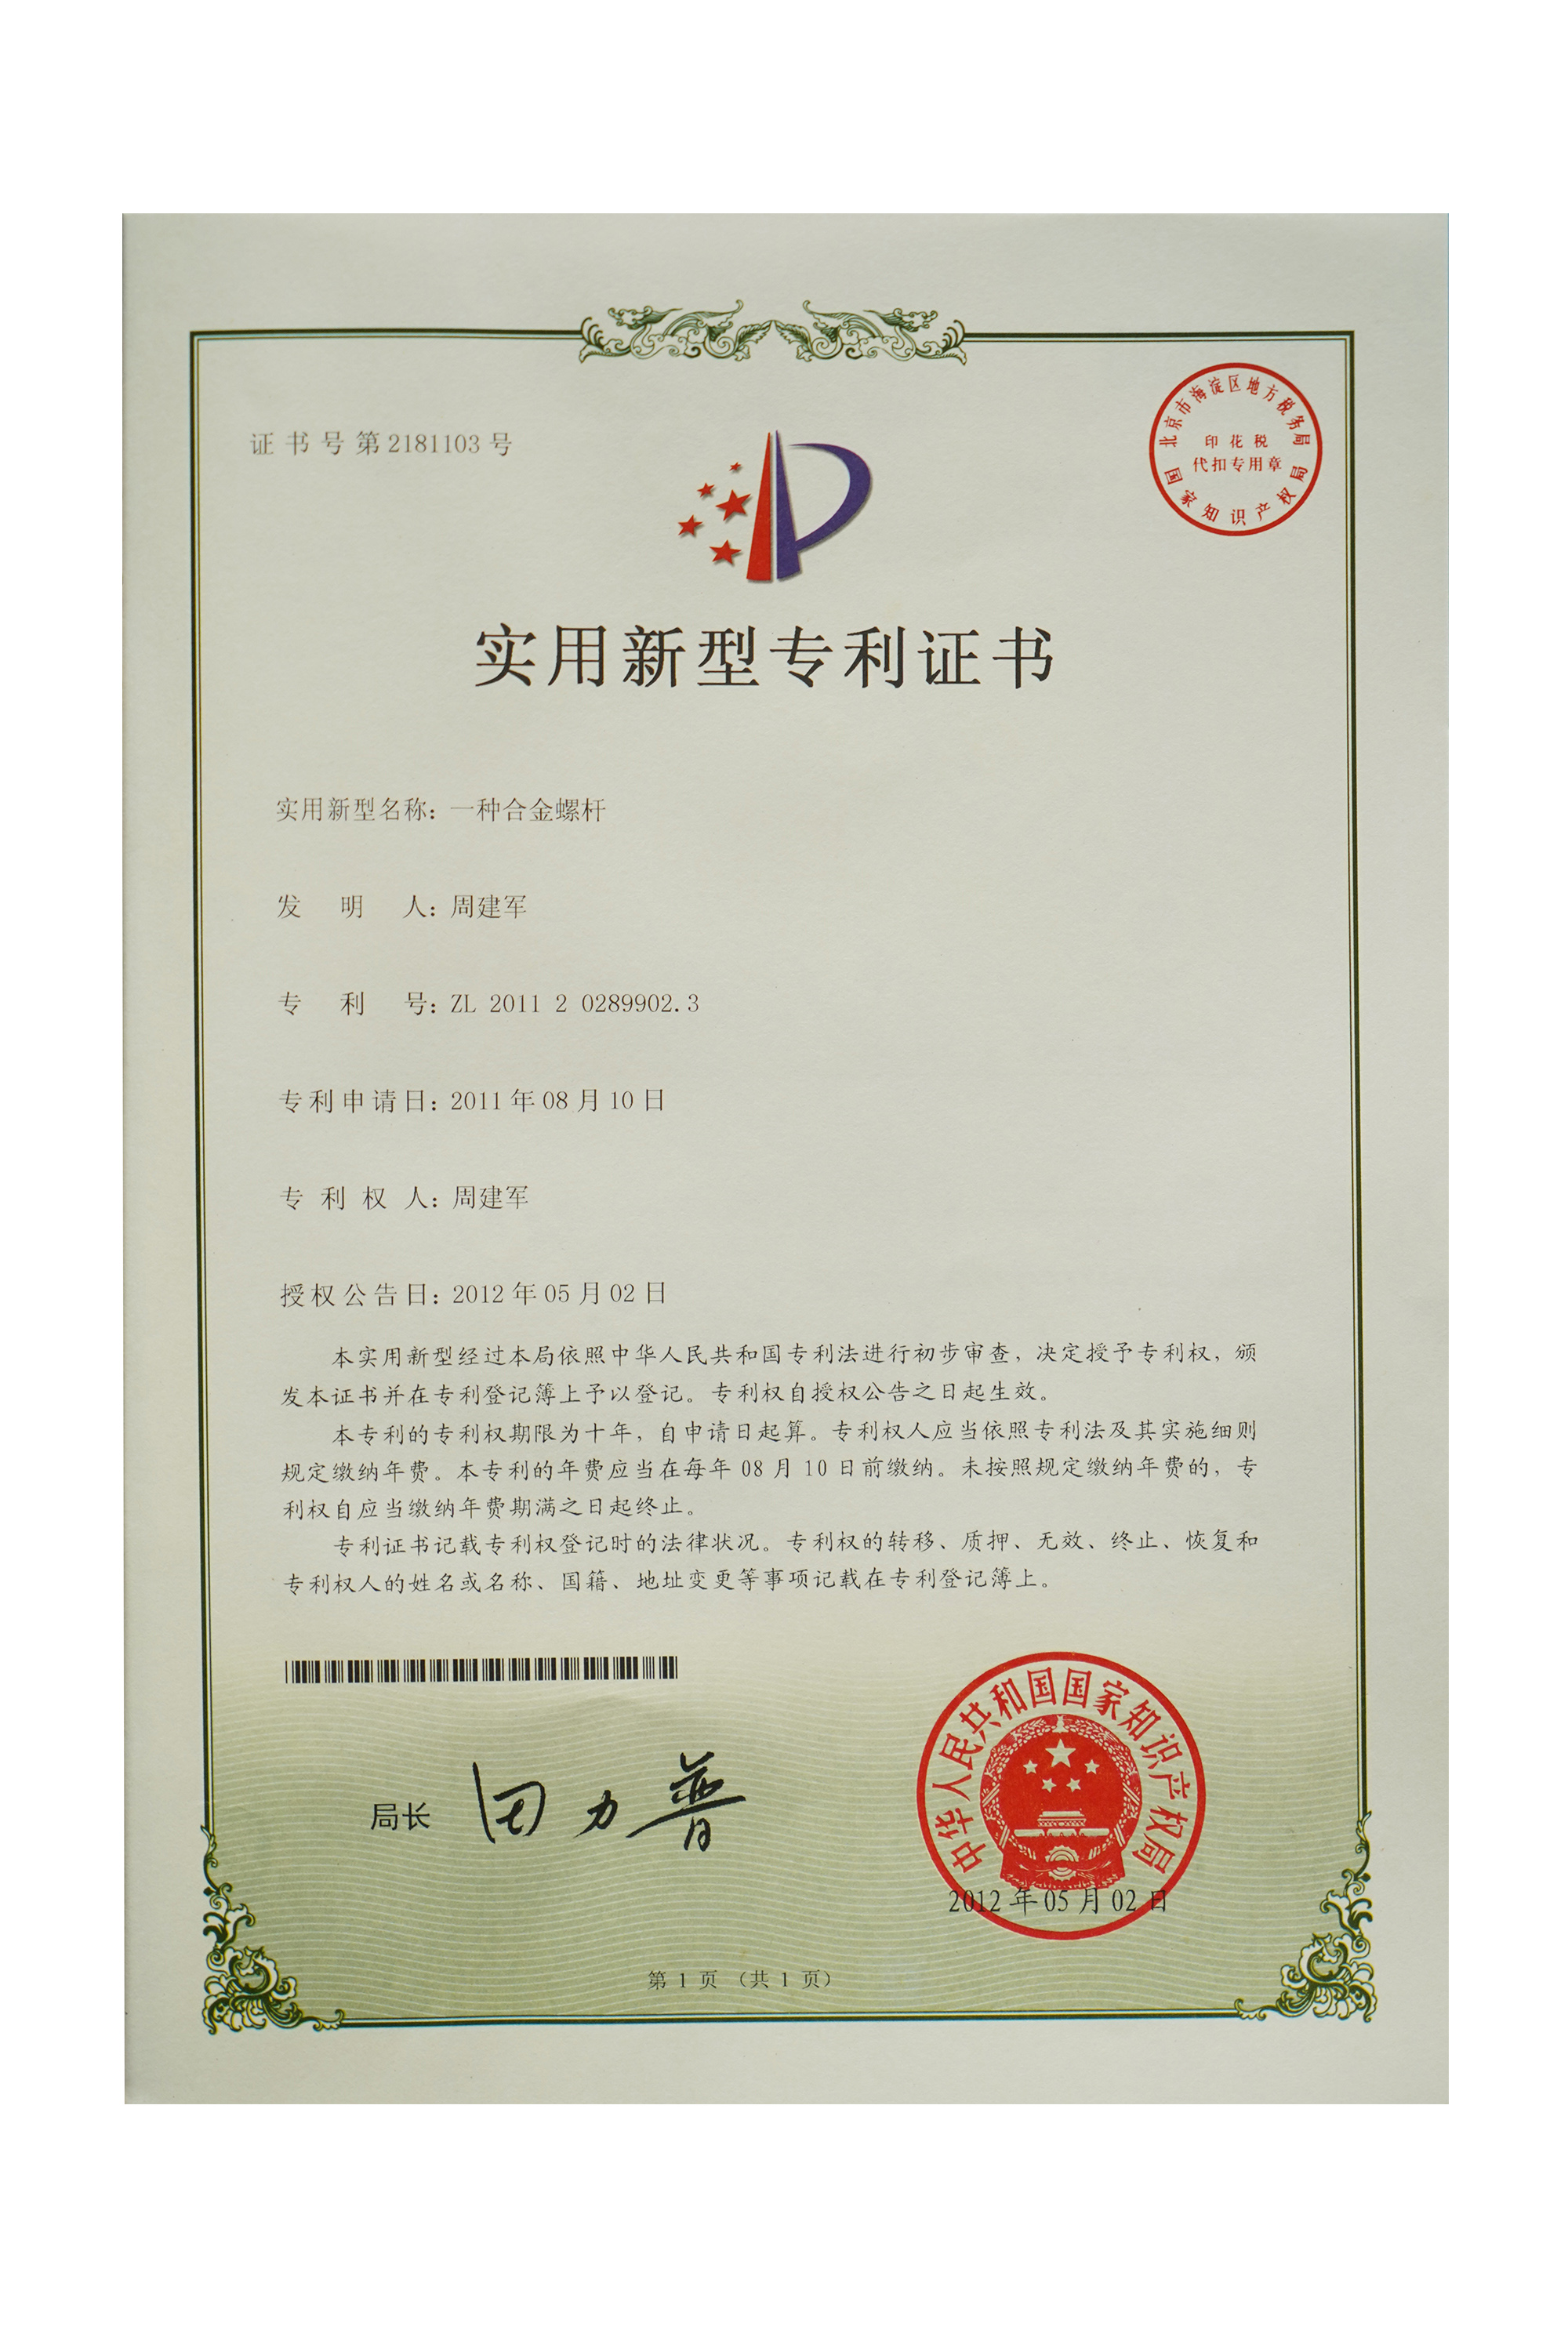 证书号第2181103号
北京市海淀区地方税务局
印花税
代扣专用章
国家知识产权局
实用新型专利证书
实用新型名称：一种合金螺杆
发明人：周建军
专利号：ZL 2011 2 0289902.3
专利申请日：2011年08月10日
专利权人：周建军
授权公告日：2012年05月02日
本实用新型经过本局依照中华人民共和国专利法进行初步审查，决定授予专利权，颁
发本证书并在专利登记簿上予以登记。专利权自授权公告之日起生效。
本专利的专利权期限为十年，自申请日起算。专利权人应当依照专利法及其实施细则
规定缴纳年费。本专利的年费应当在每年08月10日前缴纳。未按照规定缴纳年费的，专
利权自应当缴纳年费期满之日起终止。
专利证书记载专利权登记时的法律状况。专利权的转移、质押、无效、终止、恢复和
专利权人的姓名或名称、国籍、地址变更等事项记载在专利登记簿上。
局长 田力普
中华人民共和国国家知识产权局
2012年05月02日
第1页（共1页）